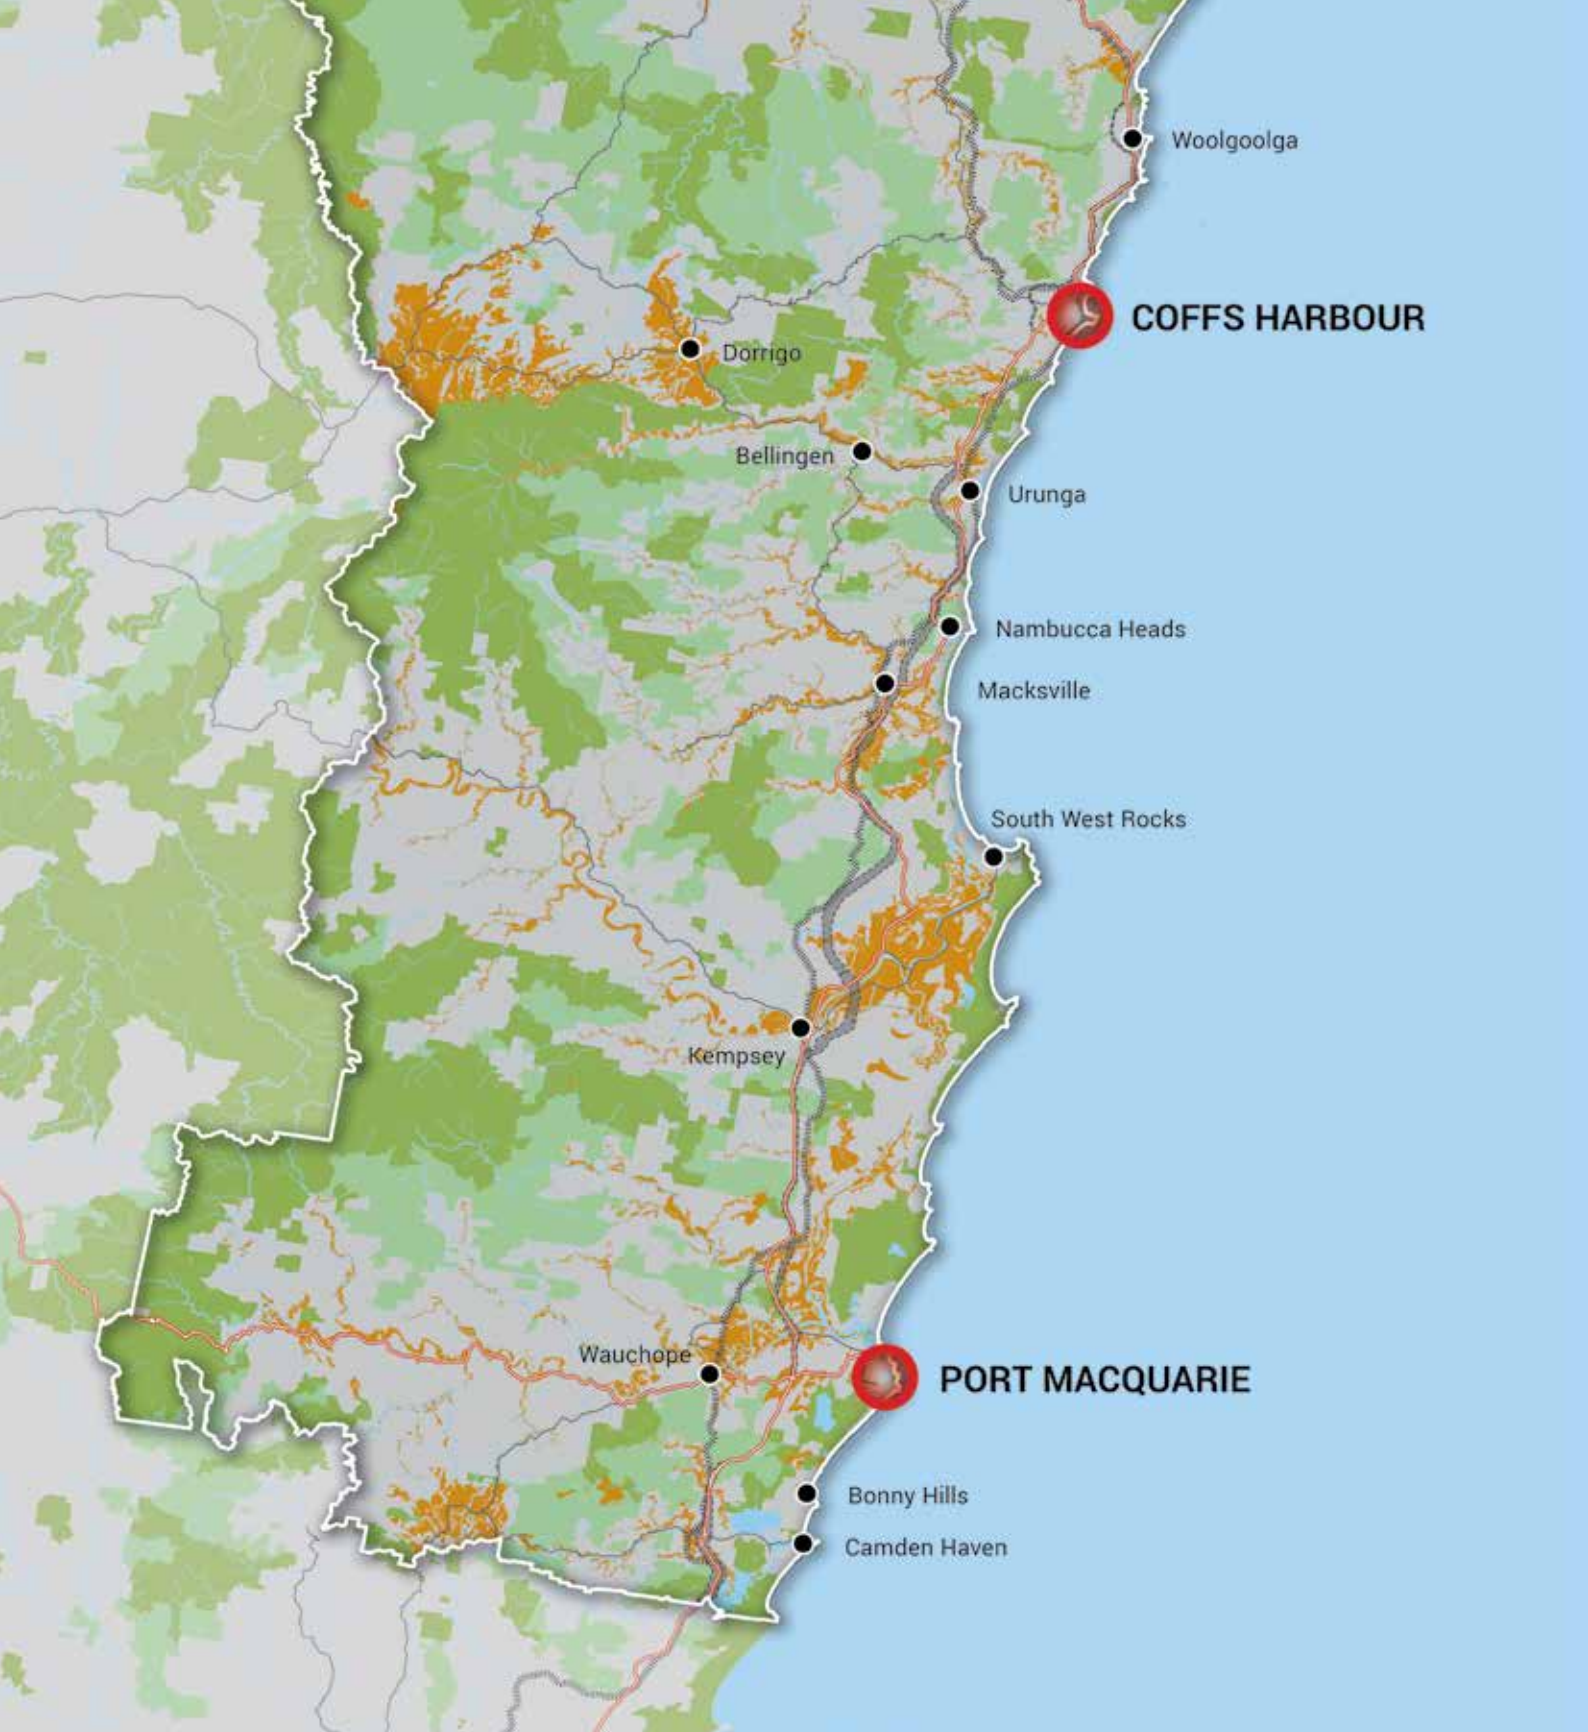 Woolgoolga
COFFS HARBOUR
Dorrigo
Bellingen
Urunga
Nambucca Heads
Macksville
South West Rocks
Kempsey
Wauchope
PORT MACQUARIE
Bonny Hills
Camden Haven